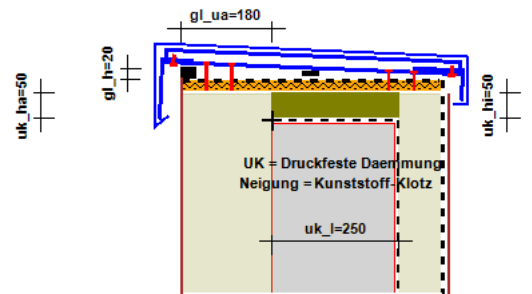 gl_ua=180
gl_h=20
uk_ha=50
uk_hi=50
UK = Druckfeste Daemmung
Neigung = Kunststoff-Klotz
uk_l=250